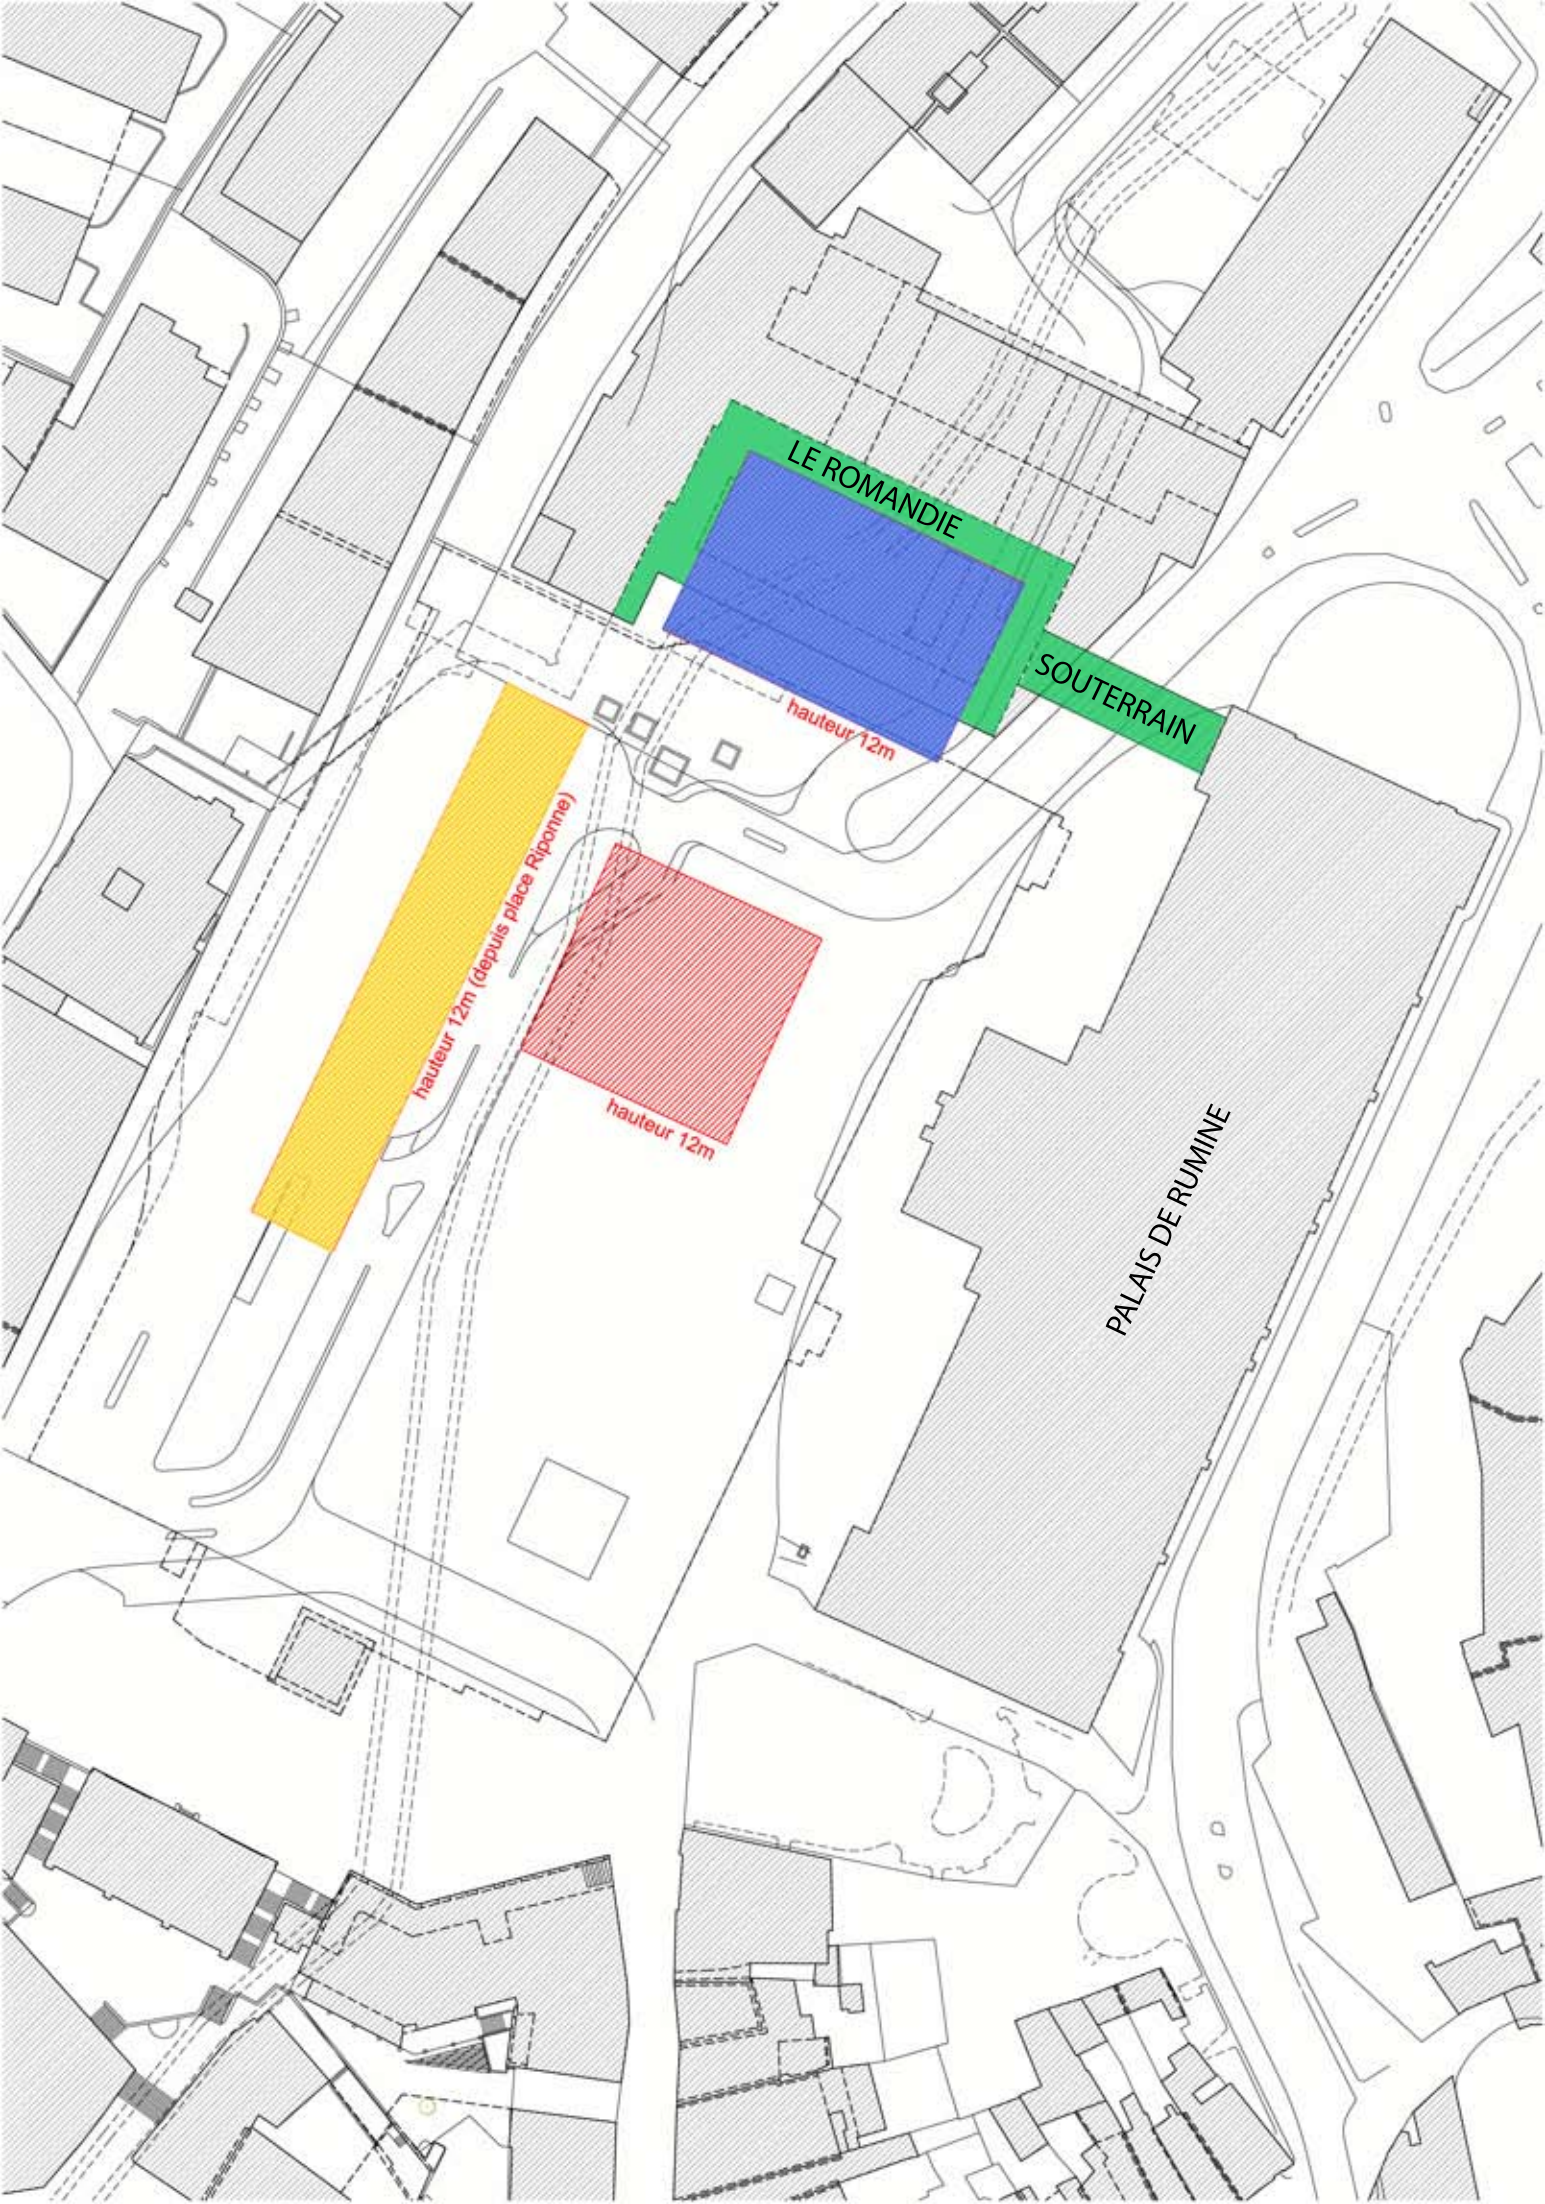 LE ROMANDIE
SOUTERRAIN
hauteur 12m
hauteur 12m (depuis place Riponne)
hauteur 12m
PALAIS DE RUMINE